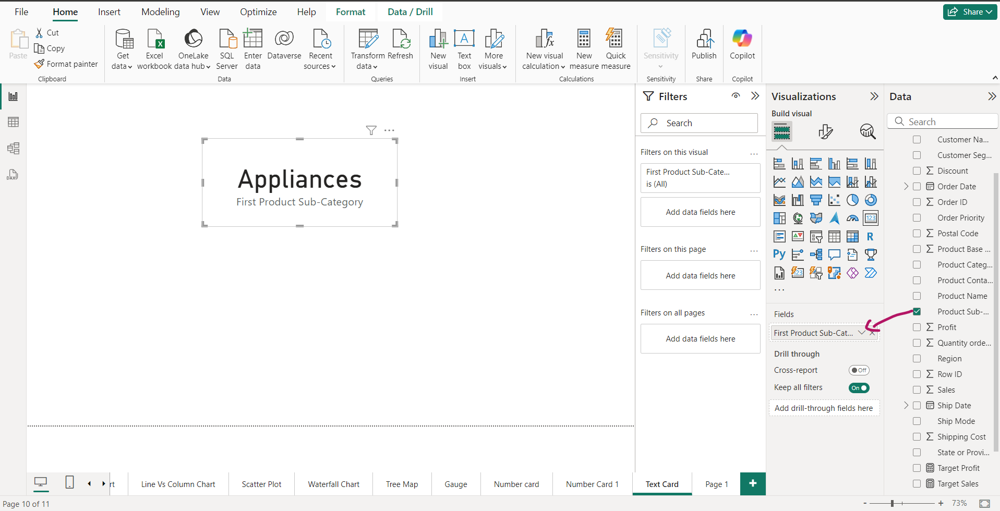 File Home Insert Modeling View Optimize Help Format Data / Drill Share
Paste
Cut
Copy
Format painter
Clipboard
Get data
Excel workbook
OneLake data hub
SQL Server
Enter data
Dataverse
Recent sources
Data
Transform data
Refresh
Queries
New visual
Text box
More visuals
Insert
New visual calculation
New measure
Quick measure
Calculations
Sensitivity
Sensitivity
Publish
Share
Copilot
Copilot
DAX
Appliances
First Product Sub-Category
Filters
Search
Filters on this visual ...
First Product Sub-Cate...
is (All)
Add data fields here
Filters on this page ...
Add data fields here
Filters on all pages ...
Add data fields here
Visualizations
Build visual
123
R
Py
123
...
Fields
First Product Sub-Cat...
Drill through
Cross-report Off
Keep all filters On
Add drill-through fields here
Data
Search
Customer Na...
Customer Seg...
Discount
Order Date
Order ID
Order Priority
Postal Code
Product Base ...
Product Categ...
Product Conta...
Product Name
Product Sub-...
Profit
Quantity orde...
Region
Row ID
Sales
Ship Date
Ship Mode
Shipping Cost
State or Provi...
Target Profit
Target Sales
rt Line Vs Column Chart Scatter Plot Waterfall Chart Tree Map Gauge Number card Number Card 1 Text Card Page 1 +
Page 10 of 11 - + 73%